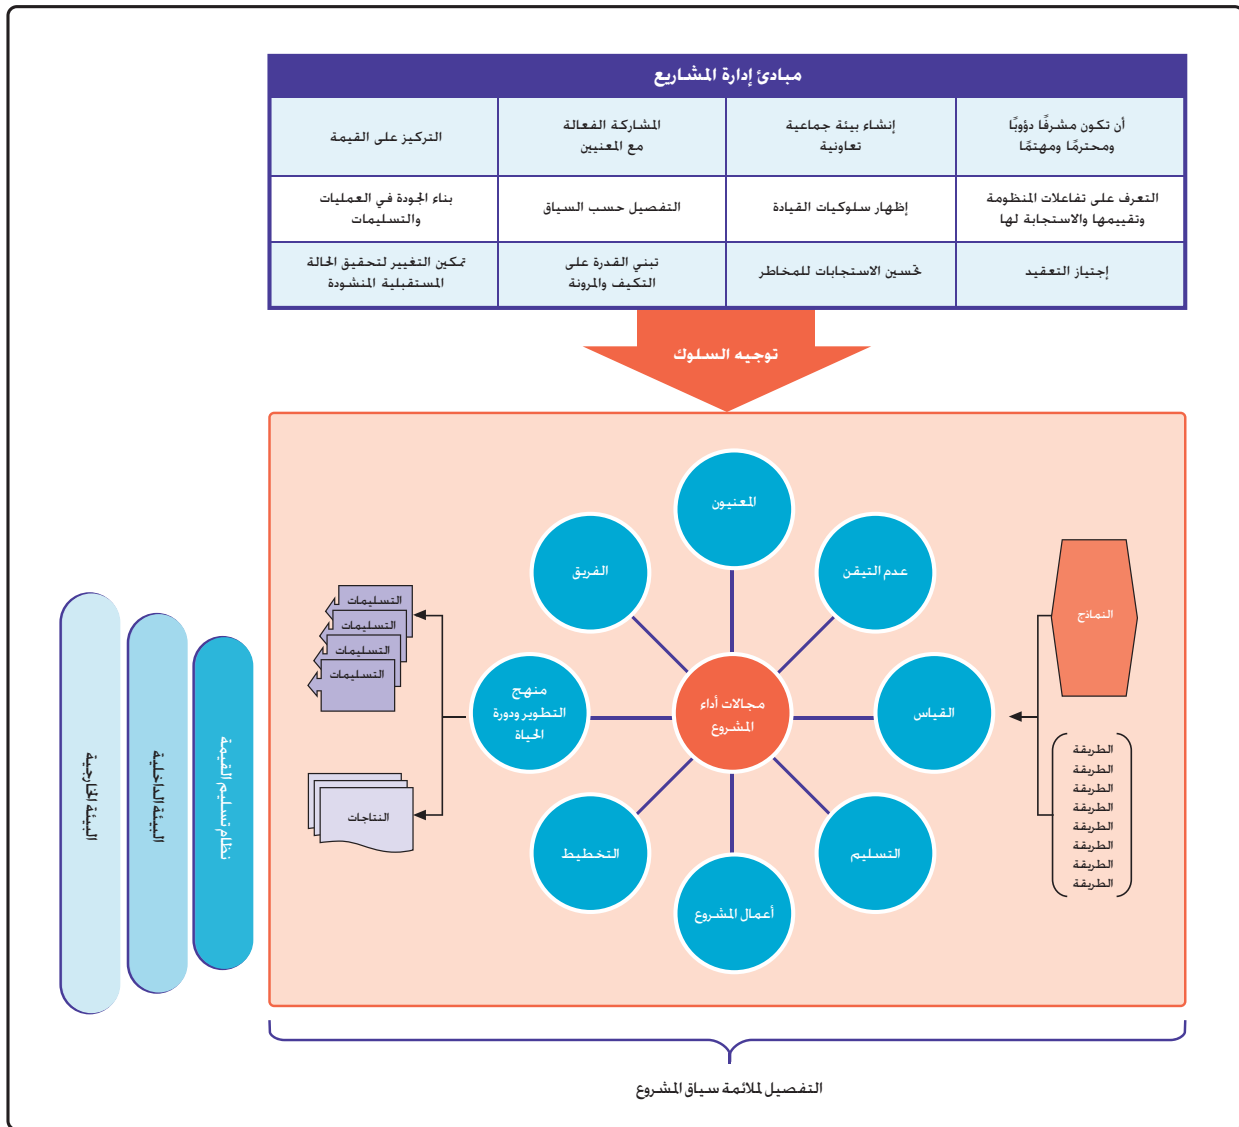 مبادئ إدارة المشاريع
أن تكون مشرفًا دؤوبًا
ومحترمًا ومهتمًا
إنشاء بيئة جماعية
تعاونية
المشاركة الفعالة
مع المعنيين
التركيز على القيمة
التعرف على تفاعلات المنظومة
وتقييمها والاستجابة لها
إظهار سلوكيات القيادة
التفصيل حسب السياق
بناء الجودة في العمليات
والتسليمات
إجتياز التعقيد
تحسين الاستجابات للمخاطر
تبني القدرة على
التكيف والمرونة
تمكين التغيير لتحقيق الحالة
المستقبلية المنشودة
توجيه السلوك
المعنيون
عدم التيقن
الفريق
النماذج
القياس
مجالات أداء
المشروع
منهج
التطوير ودورة
الحياة
التسليمات
التسليمات
التسليمات
التسليمات
النتاجات
الطريقة
الطريقة
الطريقة
الطريقة
الطريقة
الطريقة
الطريقة
الطريقة
التسليم
التخطيط
أعمال المشروع
نظام تسليم القيمة
البيئة الداخلية
البيئة الخارجية
التفصيل لملائمة سياق المشروع